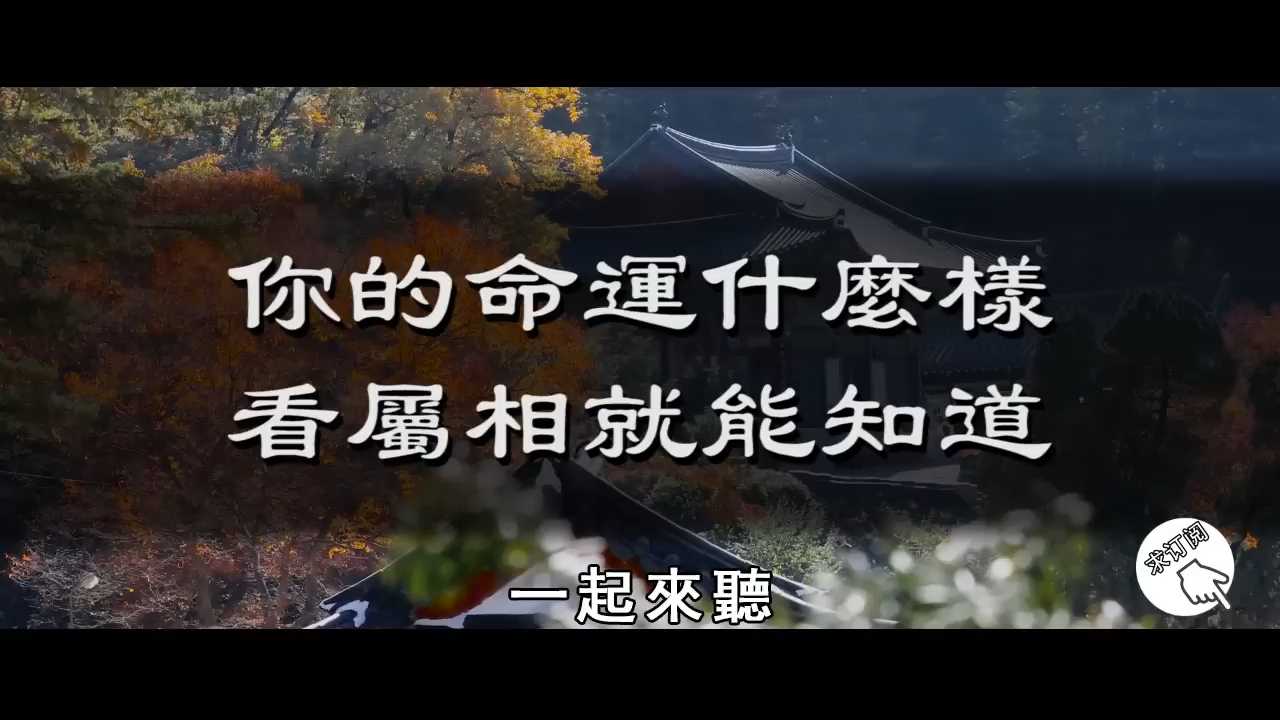 你的命運什麼樣
看屬相就能知道
求订阅
一起來聽